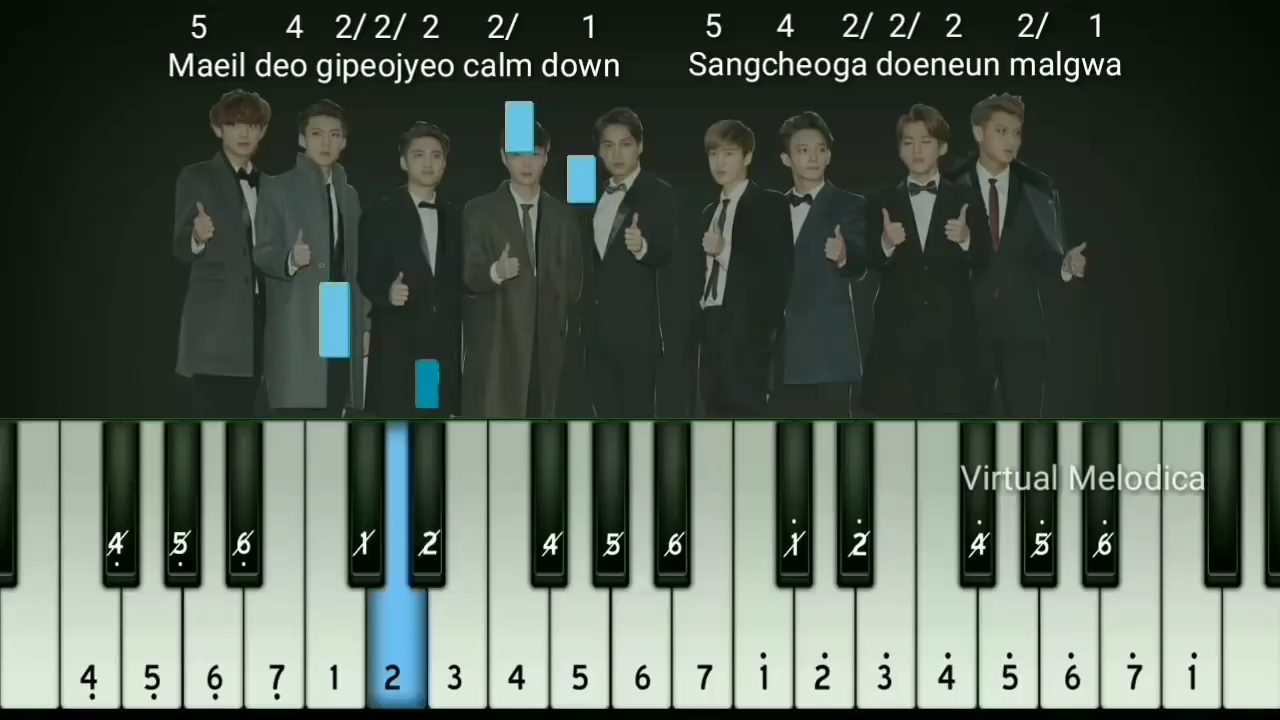 5 4 2/ 2/ 2 2/ 1 5 4 2/ 2/ 2 2/ 1
Maeil deo gipeojyeo calm down Sangcheoga doeneun malgwa
Virtual Melodica
4̸̣ 5̸̣ 6̸̣ 1̸ 2̸ 4̸ 5̸ 6̸ 1̸̇ 2̸̇ 4̸̇ 5̸̇ 6̸̇
4̣ 5̣ 6̣ 7̣ 1 2 3 4 5 6 7 1̇ 2̇ 3̇ 4̇ 5̇ 6̇ 7̇ 1̇